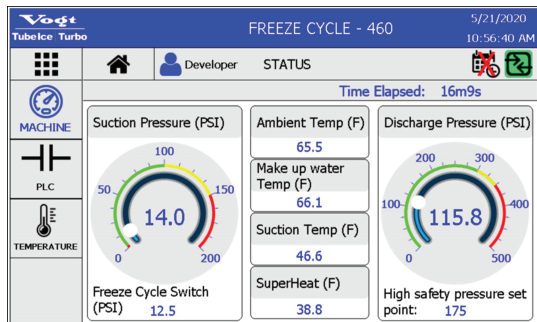 Vogt
TubeIce Turbo
FREEZE CYCLE - 460
5/21/2020
10:56:40 AM
Developer
STATUS
Time Elapsed: 16m9s
MACHINE
PLC
TEMPERATURE
Suction Pressure (PSI)
0
50
100
150
200
14.0
Freeze Cycle Switch
(PSI) 12.5
Ambient Temp (F)
65.5
Make up water
Temp (F)
66.1
Suction Temp (F)
46.6
SuperHeat (F)
38.8
Discharge Pressure (PSI)
0
100
200
300
400
500
115.8
High safety pressure set
point: 175